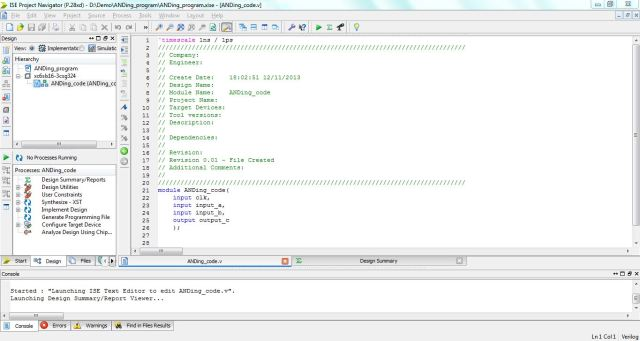 ISE Project Navigator (P.28xd) - D:\Demo\ANDing_program\ANDing_program.xise - [ANDing_code.v]
File Edit View Project Source Process Tools Window Layout Help
Design
View: Implementatic Simulatic
Hierarchy
ANDing_program
xc6slx16-3csg324
ANDing_code (ANDing_cc
No Processes Running
Processes: ANDing_code
Design Summary/Reports
Design Utilities
User Constraints
Synthesize - XST
Implement Design
Generate Programming File
Configure Target Device
Analyze Design Using Chip...
Start Design Files
1 `timescale 1ns / 1ps
2 //////////////////////////////////////////////////////////////////////////////////
3 // Company:
4 // Engineer:
5 //
6 // Create Date: 18:02:51 12/11/2013
7 // Design Name:
8 // Module Name: ANDing_code
9 // Project Name:
10 // Target Devices:
11 // Tool versions:
12 // Description:
13 //
14 // Dependencies:
15 //
16 // Revision:
17 // Revision 0.01 - File Created
18 // Additional Comments:
19 //
20 //////////////////////////////////////////////////////////////////////////////////
21 module ANDing_code(
22 input clk,
23 input input_a,
24 input input_b,
25 output output_c
26 );
27
28
ANDing_code.v Design Summary
Console
Started : "Launching ISE Text Editor to edit ANDing_code.v".
Launching Design Summary/Report Viewer...
Console Errors Warnings Find in Files Results
Ln 1 Col 1 Verilog